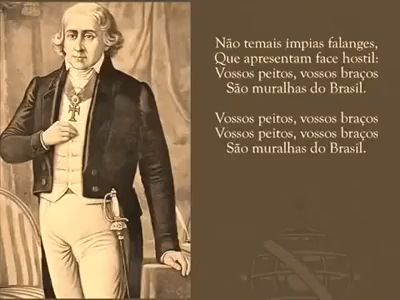 Não temais ímpias falanges,
Que apresentam face hostil:
Vossos peitos, vossos braços
São muralhas do Brasil.
Vossos peitos, vossos braços
Vossos peitos, vossos braços
São muralhas do Brasil.